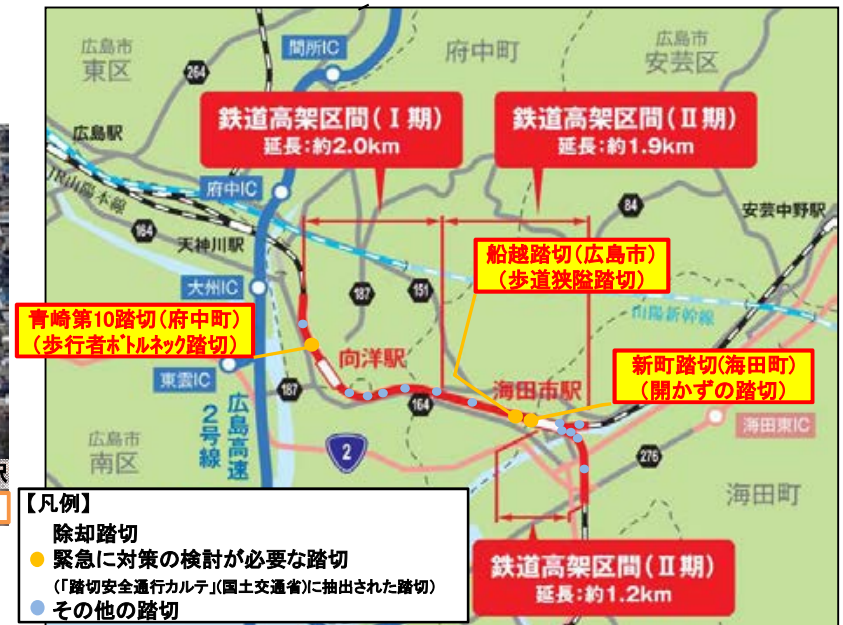 広島市
東区
264
間所IC
府中町
広島市
安芸区
鉄道高架区間(Ⅰ期)
延長:約2.0km
鉄道高架区間(Ⅱ期)
延長:約1.9km
広島駅
JR山陽本線
府中IC
164
天神川駅
84
安芸中野駅
船越踏切(広島市)
(歩道狭隘踏切)
大州IC
187
151
山陽新幹線
青崎第10踏切(府中町)
(歩行者ボトルネック踏切)
向洋駅
新町踏切(海田町)
(開かずの踏切)
東雲IC
187
164
海田市駅
広島高速
2号線
海田東IC
広島市
南区
2
276
海田町
駅
【凡例】
除却踏切
緊急に対策の検討が必要な踏切
(「踏切安全通行カルテ」(国土交通省)に抽出された踏切)
その他の踏切
鉄道高架区間(Ⅱ期)
延長:約1.2km